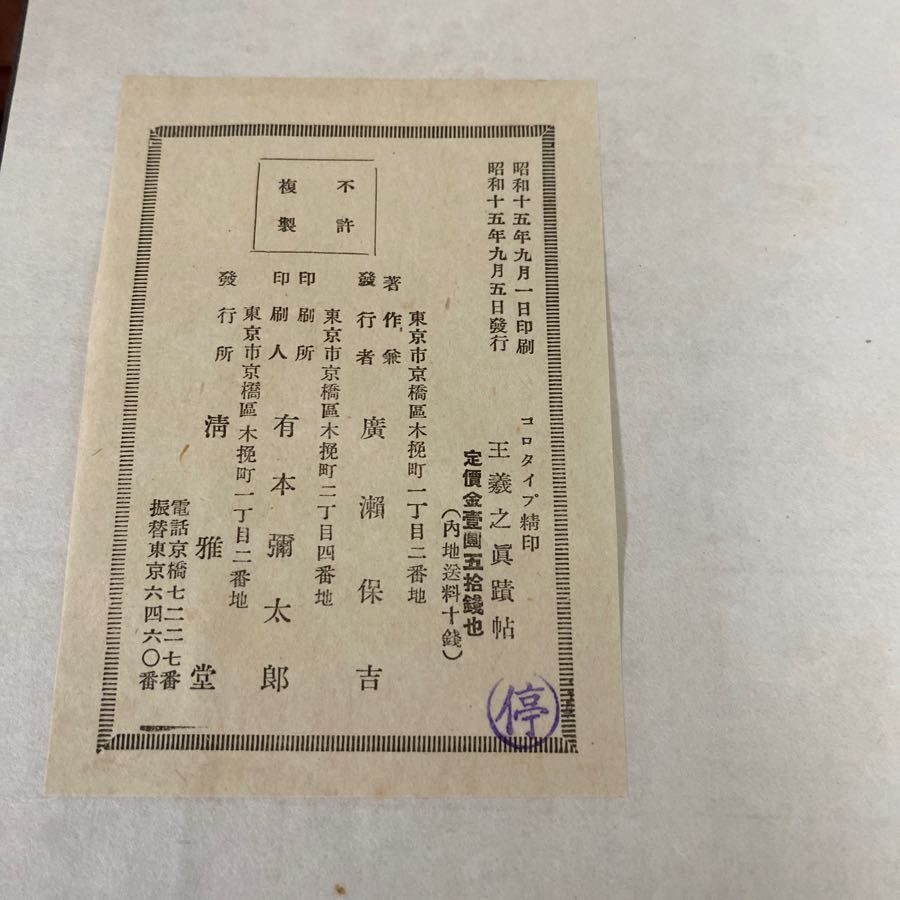 昭和十五年九月一日印刷
昭和十五年九月五日發行
コロタイプ精印
王羲之眞蹟帖
定價金壹圓五拾錢也
（內地送料十錢）
停
不許
複製
東京市京橋區木挽町一丁目二番地
著作兼
發行者 廣瀨保吉
東京市京橋區木挽町二丁目四番地
印刷所
印刷人 有本彌太郎
東京市京橋區木挽町一丁目二番地
發行所 淸雅堂
電話京橋七二二七番
振替東京六四六〇番